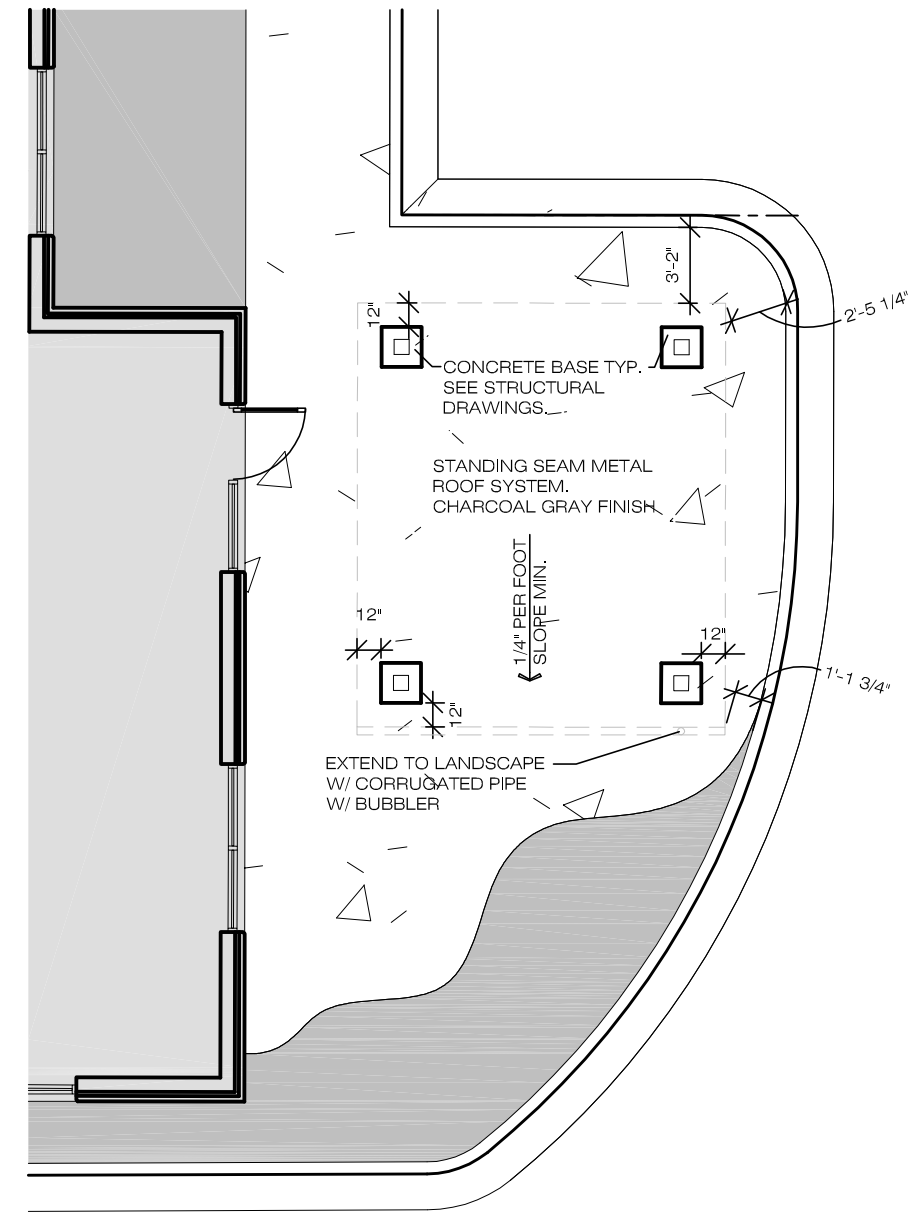 3'-2"
12"
2'-5 1/4"
CONCRETE BASE TYP.
SEE STRUCTURAL
DRAWINGS.
STANDING SEAM METAL
ROOF SYSTEM.
CHARCOAL GRAY FINISH
1/4" PER FOOT
SLOPE MIN.
12"
12"
1'-1 3/4"
12"
EXTEND TO LANDSCAPE
W/ CORRUGATED PIPE
W/ BUBBLER